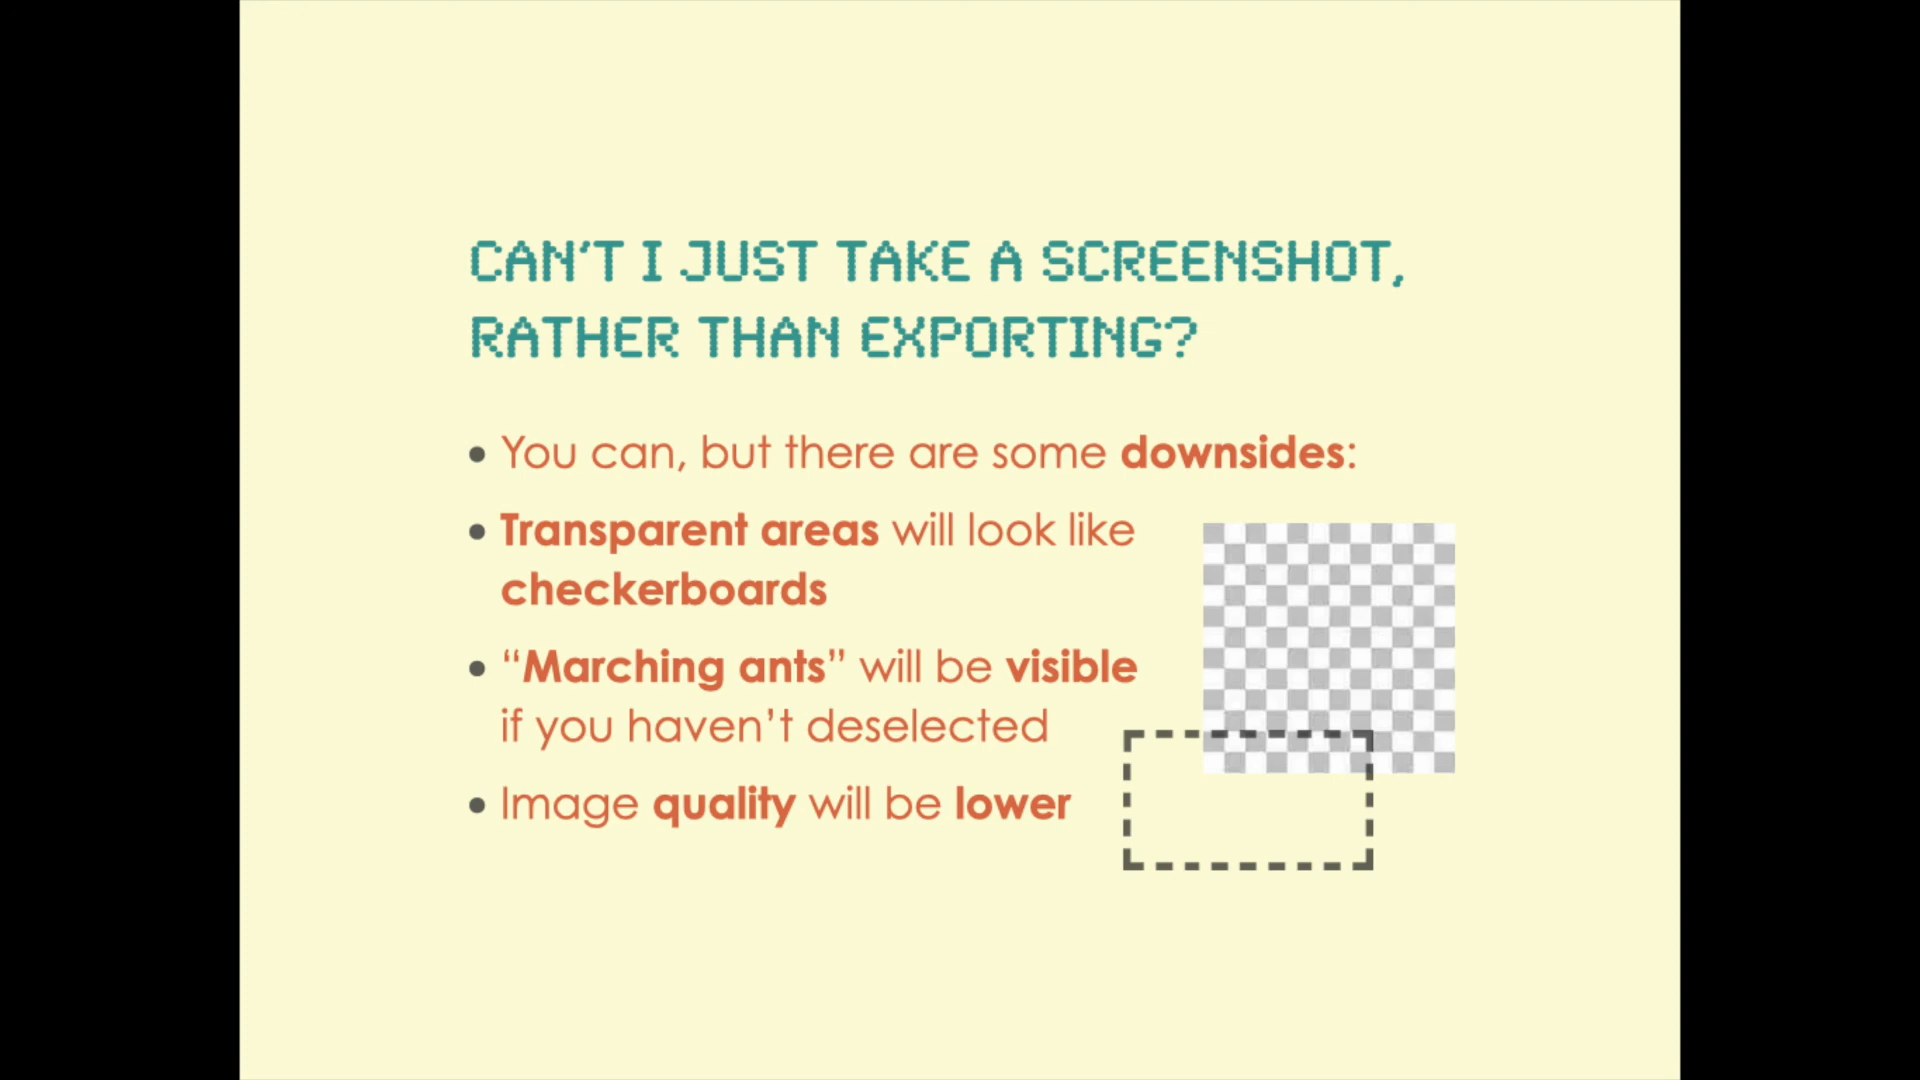 CAN’T I JUST TAKE A SCREENSHOT,
RATHER THAN EXPORTING?
• You can, but there are some downsides:
• Transparent areas will look like
checkerboards
• “Marching ants” will be visible
if you haven’t deselected
• Image quality will be lower